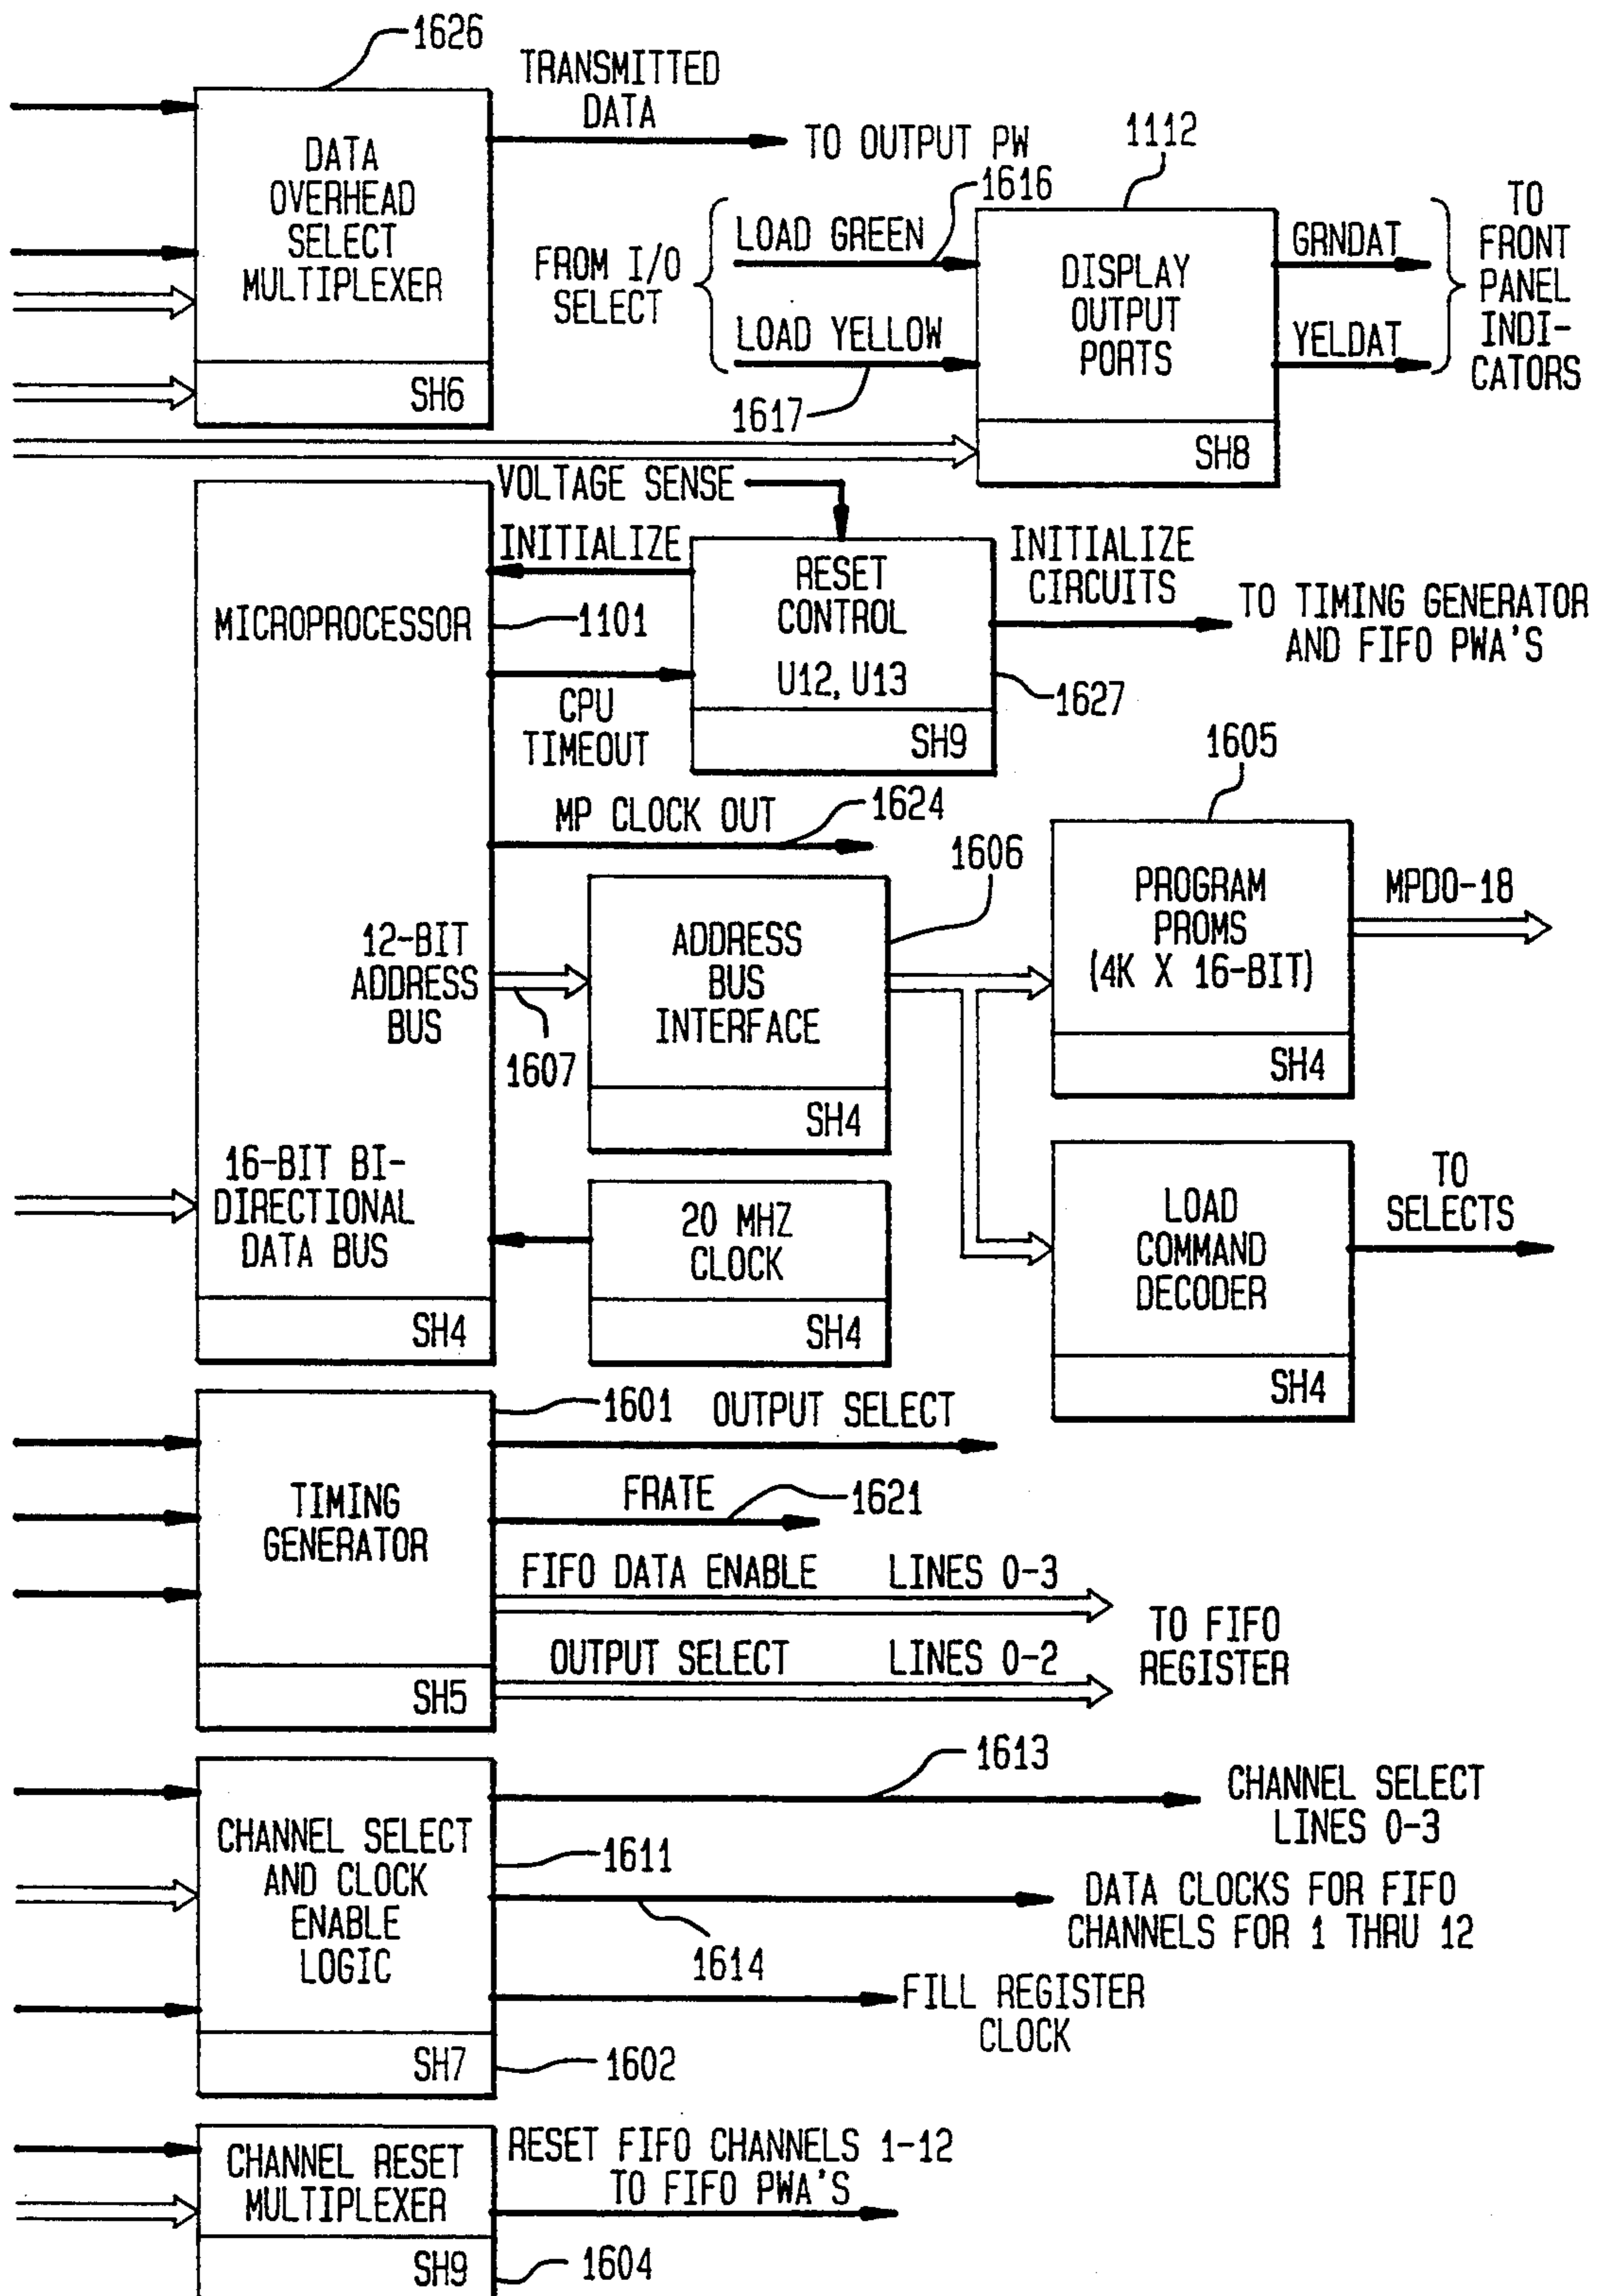 1626
TRANSMITTED
DATA
TO OUTPUT PW
DATA
OVERHEAD
SELECT
MULTIPLEXER
SH6
1112
1616
FROM I/O
SELECT
LOAD GREEN
LOAD YELLOW
1617
DISPLAY
OUTPUT
PORTS
SH8
GRNDAT
YELDAT
TO
FRONT
PANEL
INDI-
CATORS
VOLTAGE SENSE
INITIALIZE
MICROPROCESSOR
1101
CPU
TIMEOUT
RESET
CONTROL
U12, U13
SH9
1627
INITIALIZE
CIRCUITS
TO TIMING GENERATOR
AND FIFO PWA'S
MP CLOCK OUT
1624
12-BIT
ADDRESS
BUS
1607
ADDRESS
BUS
INTERFACE
SH4
1606
1605
PROGRAM
PROMS
(4K X 16-BIT)
SH4
MPD0-18
16-BIT BI-
DIRECTIONAL
DATA BUS
SH4
20 MHZ
CLOCK
SH4
LOAD
COMMAND
DECODER
SH4
TO
SELECTS
1601
OUTPUT SELECT
TIMING
GENERATOR
SH5
FRATE
1621
FIFO DATA ENABLE LINES 0-3
OUTPUT SELECT LINES 0-2
TO FIFO
REGISTER
CHANNEL SELECT
AND CLOCK
ENABLE
LOGIC
SH7
1602
1611
1613
CHANNEL SELECT
LINES 0-3
1614
DATA CLOCKS FOR FIFO
CHANNELS FOR 1 THRU 12
FILL REGISTER
CLOCK
CHANNEL RESET
MULTIPLEXER
SH9
1604
RESET FIFO CHANNELS 1-12
TO FIFO PWA'S